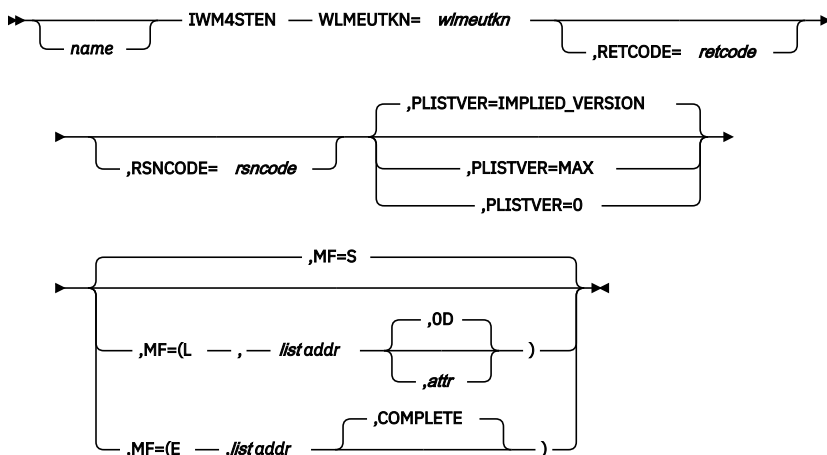 IWM4STEN WLMEUTKN= wlmeutkn
name ,RETCODE= retcode
,PLISTVER=IMPLIED_VERSION
,RSNCODE= rsncode ,PLISTVER=MAX
,PLISTVER=0
,MF=S
,0D
,MF=(L , list addr )
,attr
,COMPLETE
,MF=(E ,list addr )